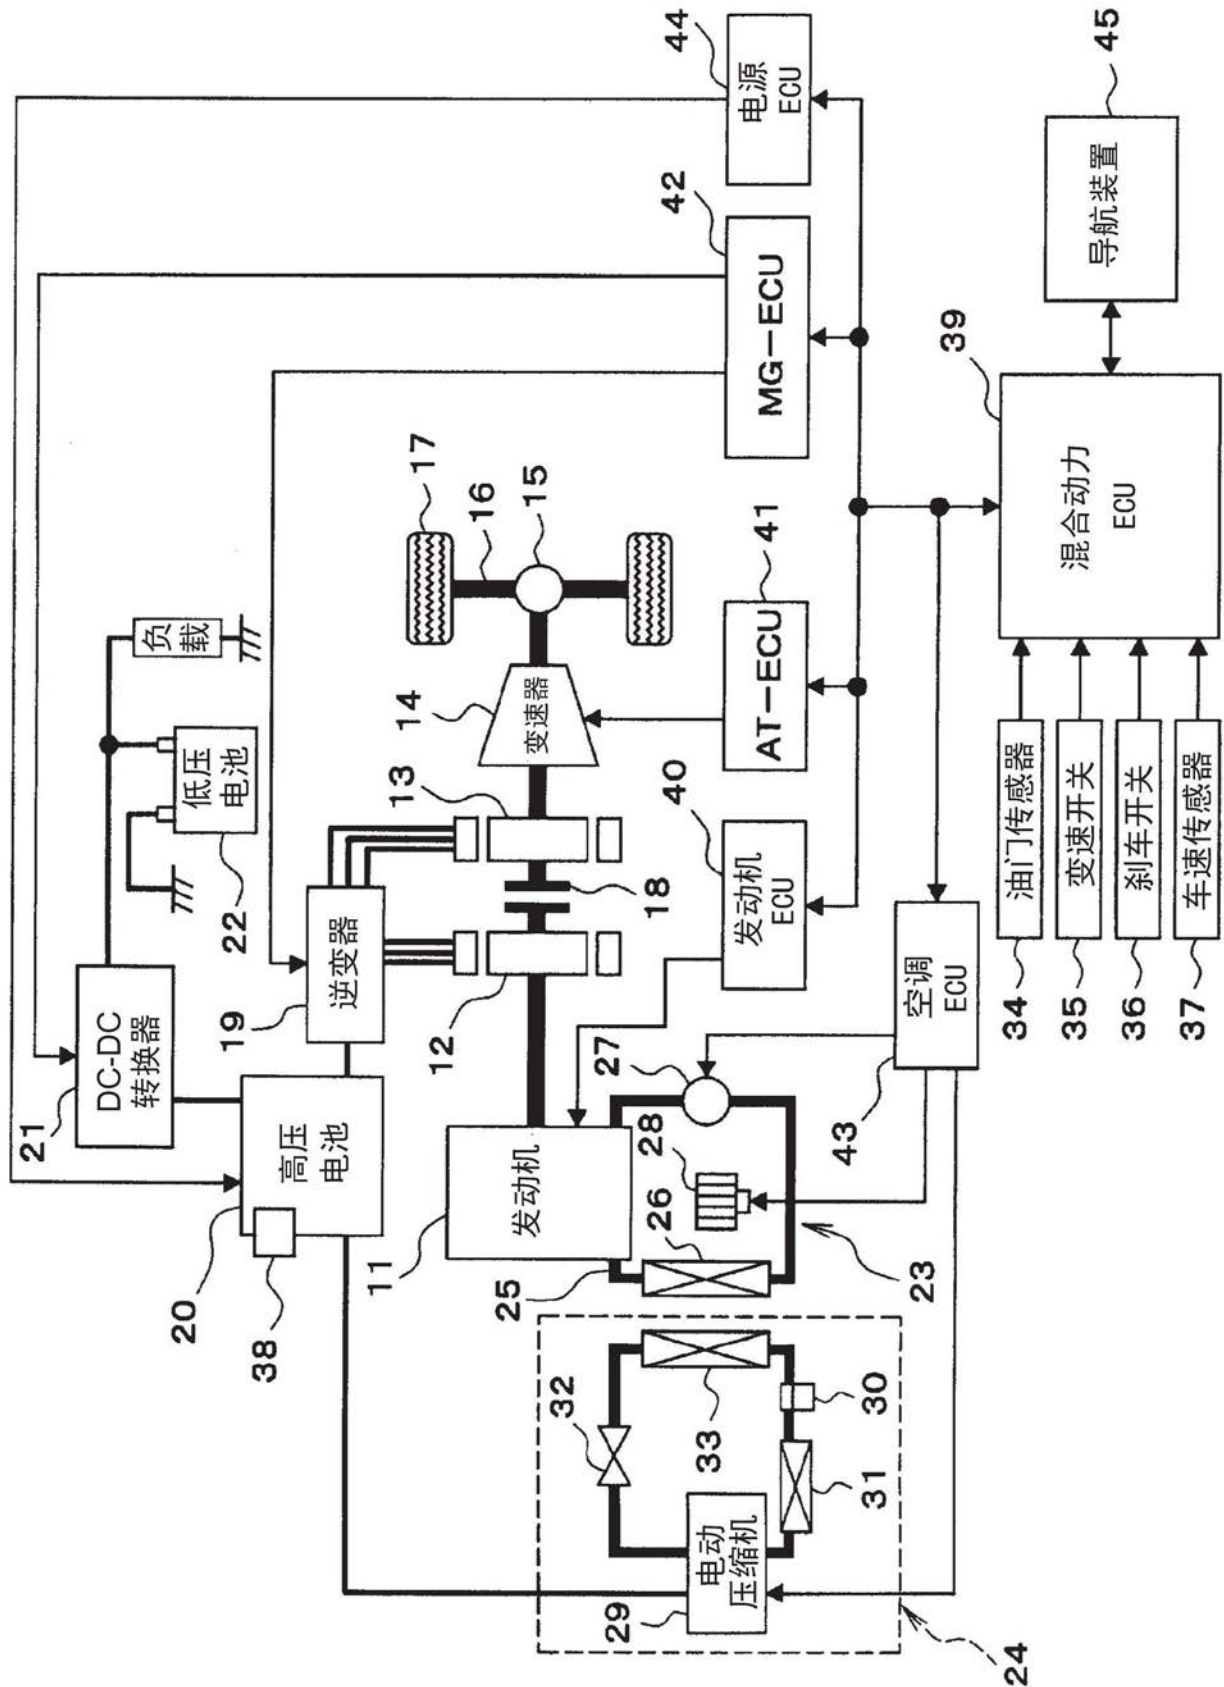 21
DC-DC
转换器
22
低压
电池
负载
20
高压
电池
38
19
逆变器
11
发动机
12
18
13
14
变速器
15
16
17
25
26
28
27
23
40
发动机
ECU
41
AT-ECU
42
MG-ECU
44
电源
ECU
24
29
电动
压缩机
32
33
31
30
43
空调
ECU
39
混合动力
ECU
45
导航装置
34
油门传感器
35
变速开关
36
刹车开关
37
车速传感器